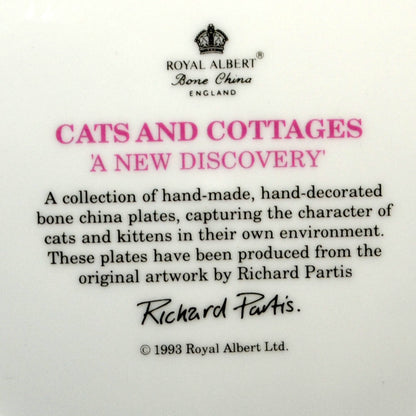 ROYAL ALBERT®
Bone China
ENGLAND
CATS AND COTTAGES
'A NEW DISCOVERY'
A collection of hand-made, hand-decorated
bone china plates, capturing the character of
cats and kittens in their own environment.
These plates have been produced from the
original artwork by Richard Partis
Richard Partis.
© 1993 Royal Albert Ltd.